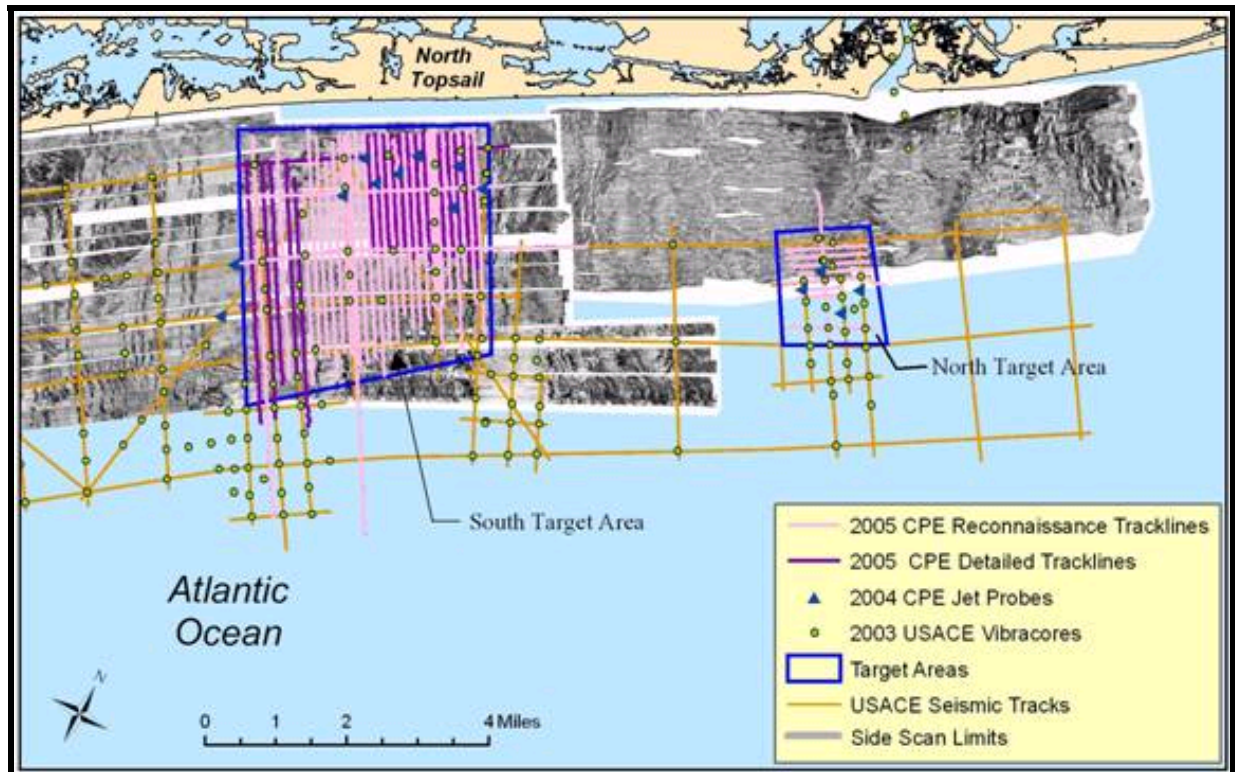 North
Topsail
North Target Area
South Target Area
Atlantic
Ocean
N
0 1 2 4 Miles
2005 CPE Reconnaissance Tracklines
2005 CPE Detailed Tracklines
2004 CPE Jet Probes
2003 USACE Vibracores
Target Areas
USACE Seismic Tracks
Side Scan Limits